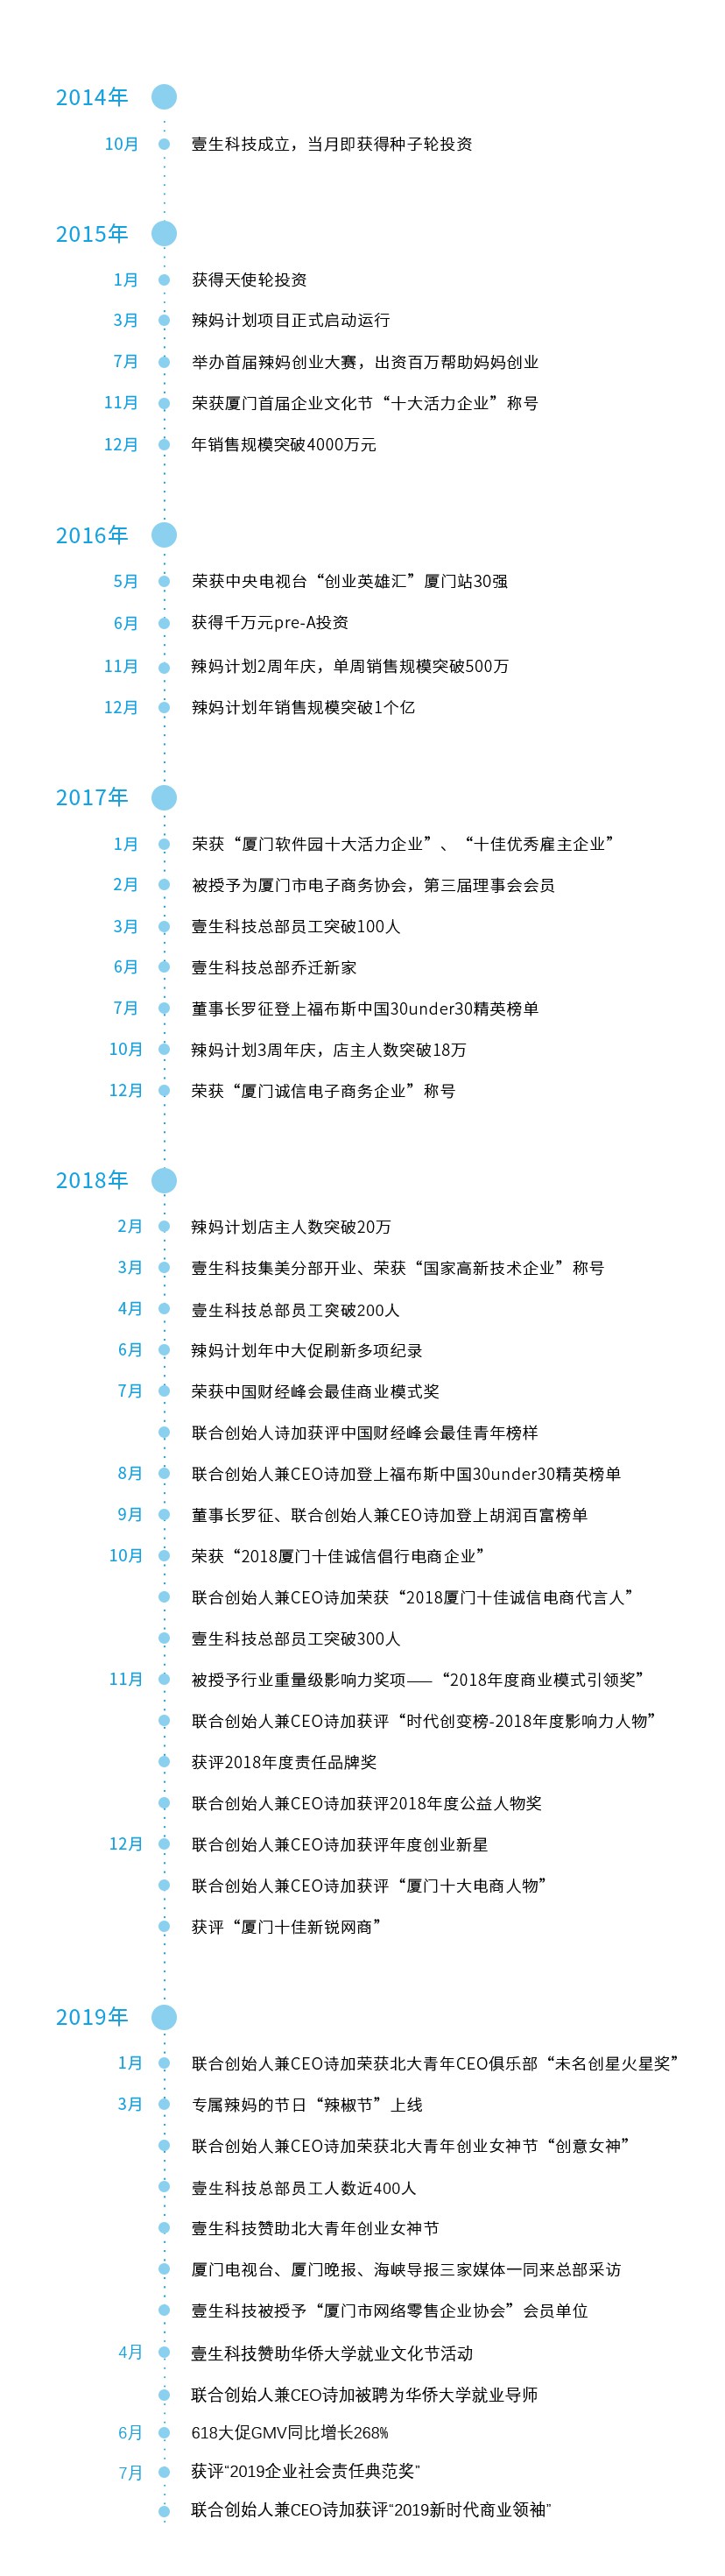 2014年
10月 壹生科技成立，当月即获得种子轮投资
2015年
1月 获得天使轮投资
3月 辣妈计划项目正式启动运行
7月 举办首届辣妈创业大赛，出资百万帮助妈妈创业
11月 荣获厦门首届企业文化节“十大活力企业”称号
12月 年销售规模突破4000万元
2016年
5月 荣获中央电视台“创业英雄汇”厦门站30强
6月 获得千万元pre-A投资
11月 辣妈计划2周年庆，单周销售规模突破500万
12月 辣妈计划年销售规模突破1个亿
2017年
1月 荣获“厦门软件园十大活力企业”、“十佳优秀雇主企业”
2月 被授予为厦门市电子商务协会，第三届理事会会员
3月 壹生科技总部员工突破100人
6月 壹生科技总部乔迁新家
7月 董事长罗征登上福布斯中国30under30精英榜单
10月 辣妈计划3周年庆，店主人数突破18万
12月 荣获“厦门诚信电子商务企业”称号
2018年
2月 辣妈计划店主人数突破20万
3月 壹生科技集美分部开业、荣获“国家高新技术企业”称号
4月 壹生科技总部员工突破200人
6月 辣妈计划年中大促刷新多项纪录
7月 荣获中国财经峰会最佳商业模式奖
联合创始人诗加获评中国财经峰会最佳青年榜样
8月 联合创始人兼CEO诗加登上福布斯中国30under30精英榜单
9月 董事长罗征、联合创始人兼CEO诗加登上胡润百富榜单
10月 荣获“2018厦门十佳诚信倡行电商企业”
联合创始人兼CEO诗加荣获“2018厦门十佳诚信电商代言人”
壹生科技总部员工突破300人
11月 被授予行业重量级影响力奖项——“2018年度商业模式引领奖”
联合创始人兼CEO诗加获评“时代创变榜-2018年度影响力人物”
获评2018年度责任品牌奖
联合创始人兼CEO诗加获评2018年度公益人物奖
12月 联合创始人兼CEO诗加获评年度创业新星
联合创始人兼CEO诗加获评“厦门十大电商人物”
获评“厦门十佳新锐网商”
2019年
1月 联合创始人兼CEO诗加荣获北大青年CEO俱乐部“未名创星火星奖”
3月 专属辣妈的节日“辣椒节”上线
联合创始人兼CEO诗加荣获北大青年创业女神节“创意女神”
壹生科技总部员工人数近400人
壹生科技赞助北大青年创业女神节
厦门电视台、厦门晚报、海峡导报三家媒体一同来总部采访
壹生科技被授予“厦门市网络零售企业协会”会员单位
4月 壹生科技赞助华侨大学就业文化节活动
联合创始人兼CEO诗加被聘为华侨大学就业导师
6月 618大促GMV同比增长268%
7月 获评“2019企业社会责任典范奖”
联合创始人兼CEO诗加获评“2019新时代商业领袖”